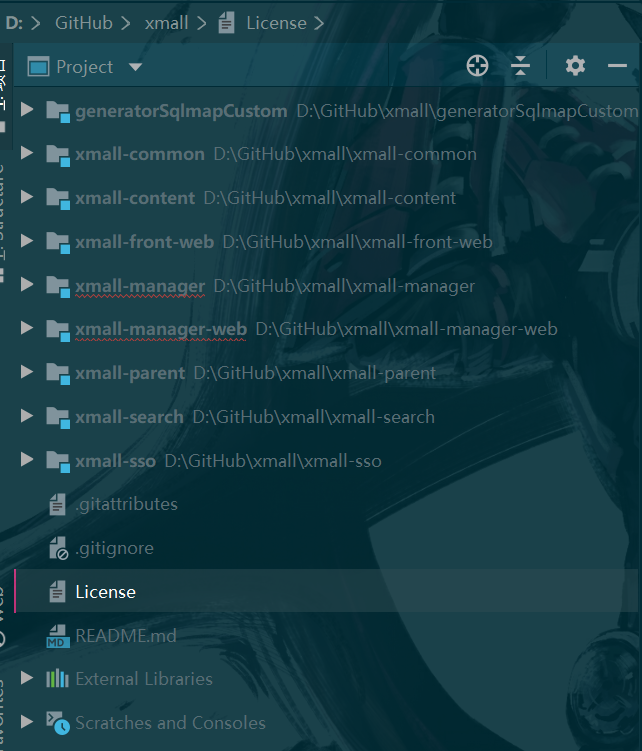 D: > GitHub > xmall > License >
Project
generatorSqlmapCustom D:\GitHub\xmall\generatorSqlmapCustom
xmall-common D:\GitHub\xmall\xmall-common
xmall-content D:\GitHub\xmall\xmall-content
xmall-front-web D:\GitHub\xmall\xmall-front-web
xmall-manager D:\GitHub\xmall\xmall-manager
xmall-manager-web D:\GitHub\xmall\xmall-manager-web
xmall-parent D:\GitHub\xmall\xmall-parent
xmall-search D:\GitHub\xmall\xmall-search
xmall-sso D:\GitHub\xmall\xmall-sso
.gitattributes
.gitignore
License
MD README.md
External Libraries
Scratches and Consoles